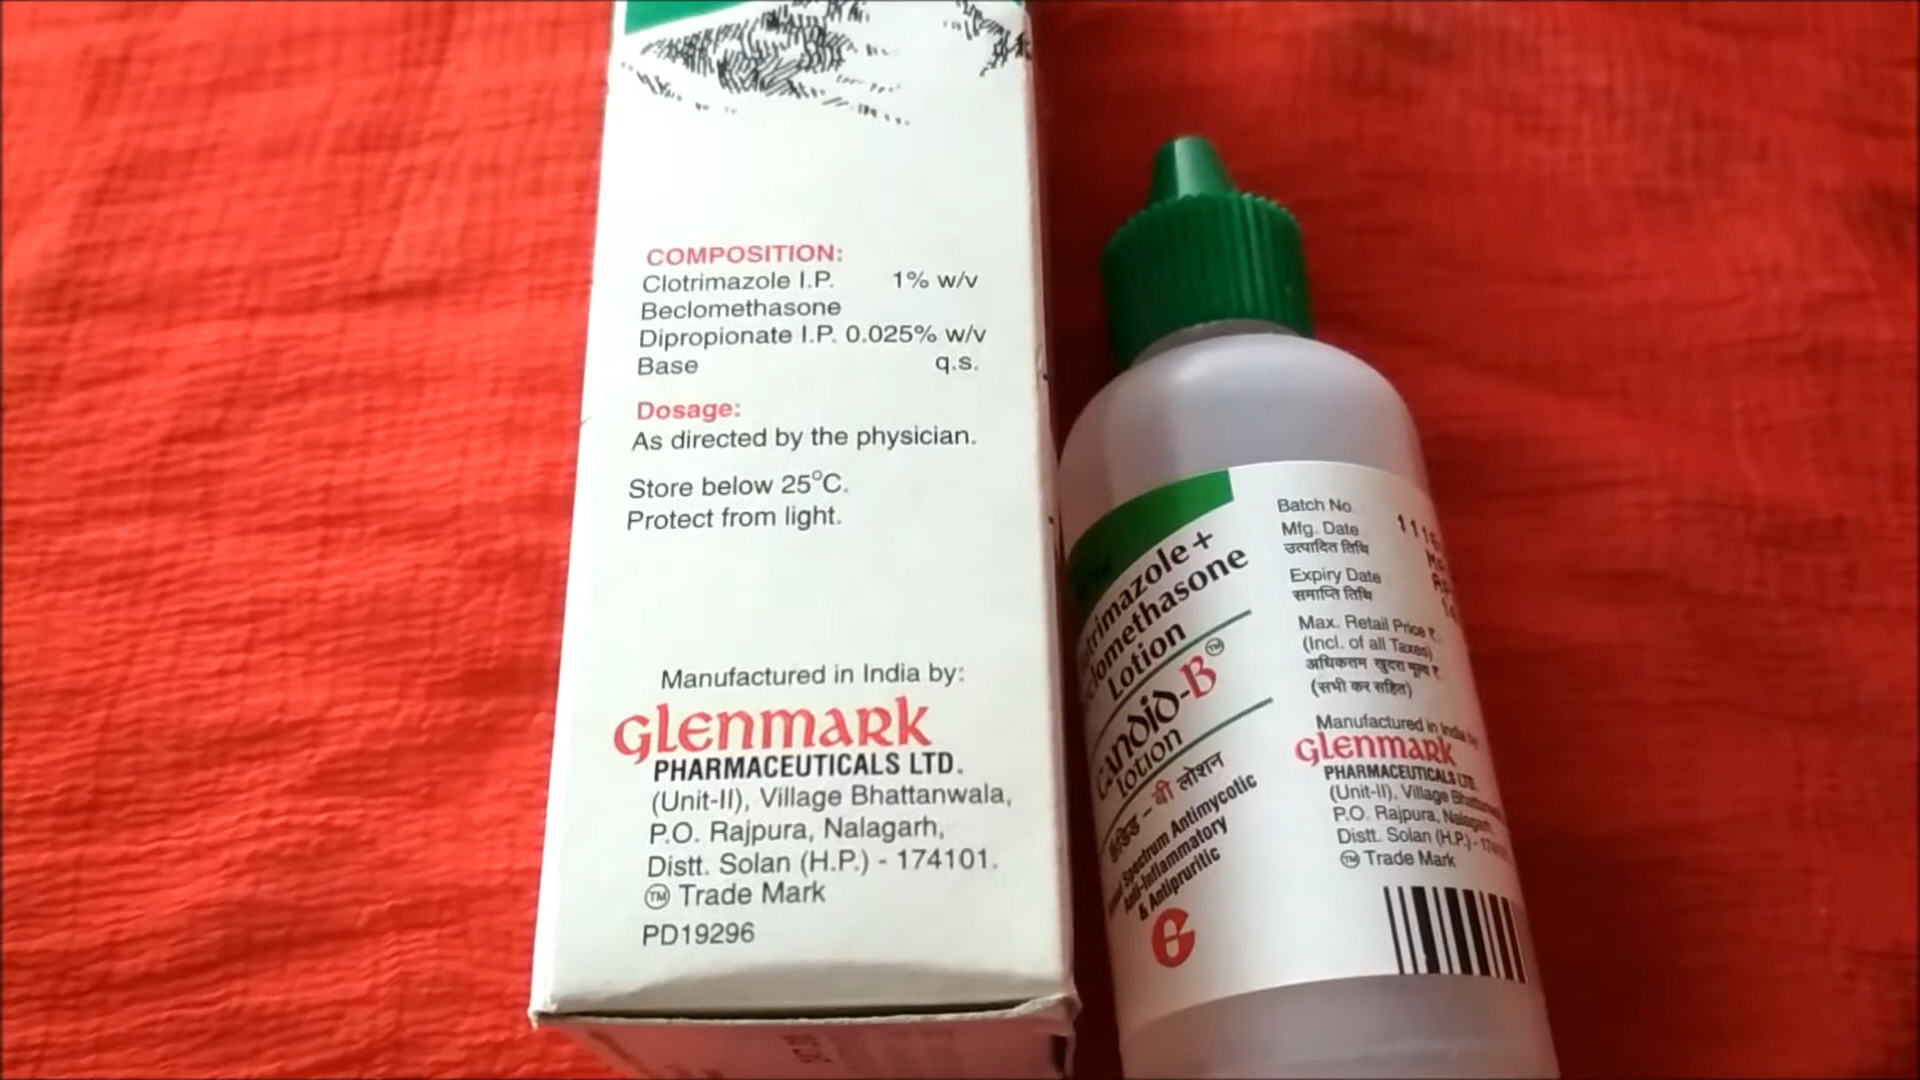 COMPOSITION:
Clotrimazole I.P. 1% w/v
Beclomethasone
Dipropionate I.P. 0.025% w/v
Base q.s.
Dosage:
As directed by the physician.
Store below 25°C.
Protect from light.
Manufactured in India by:
Glenmark
PHARMACEUTICALS LTD.
(Unit-II), Village Bhattanwala,
P.O. Rajpura, Nalagarh,
Distt. Solan (H.P.) - 174101.
TM Trade Mark
PD19296
Lotion
CANDID-B TM
Lotion
बी लोशन
Spectrum Antimycotic
Anti-Inflammatory
& Antipruritic
G
Batch No.
Mfg. Date
उत्पादित तिथि
Expiry Date
समाप्ति तिथि
Max. Retail Price ₹.
(Incl. of all Taxes)
अधिकतम खुदरा मूल्य ₹
(सभी कर सहित)
Manufactured in India by
Glenmark
PHARMACEUTICALS LTD.
(Unit-II), Village
P.O. Rajpura,
Distt. Solan (H.P.) -
TM Trade Mark